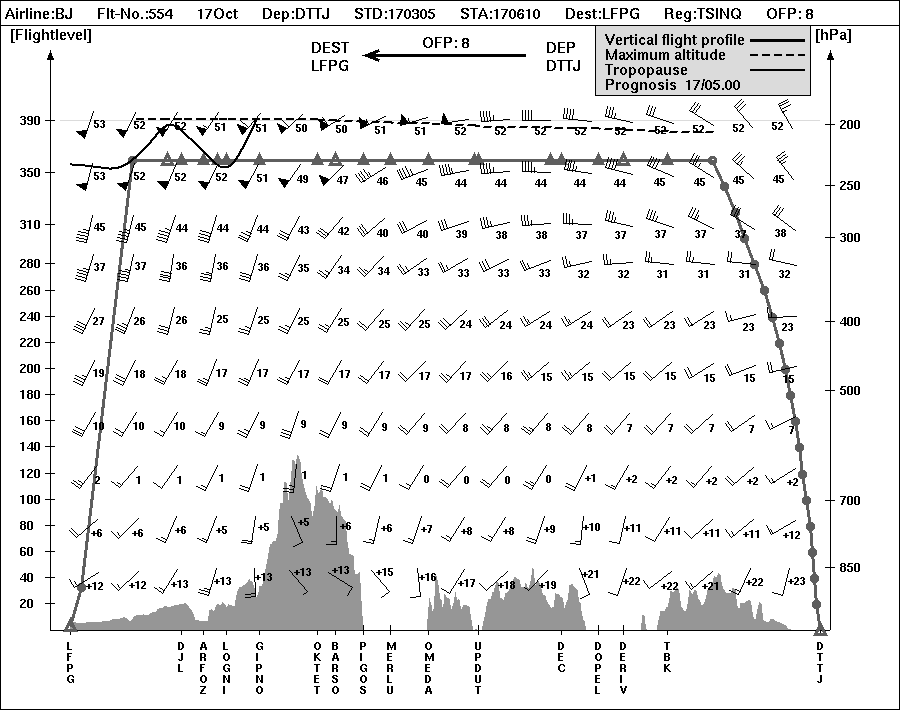 Airline:BJ Flt-No.:554 17Oct Dep:DTTJ STD:170305 STA:170610 Dest:LFPG Reg:TSINQ OFP: 8
[Flightlevel] [hPa]
DEST OFP: 8 DEP
LFPG DTTJ
Vertical flight profile
Maximum altitude
Tropopause
Prognosis 17/05.00
390 53 52 52 51 51 50 50 51 51 52 52 52 52 52 52 52 52 52 200
350 53 52 52 52 51 49 47 46 45 44 44 44 44 44 45 45 45 45 250
310 45 45 44 44 44 43 42 40 40 39 38 38 37 37 37 37 37 38 300
280 37 37 36 36 36 35 34 34 33 33 33 33 32 32 31 31 31 32
260
240 27 26 26 25 25 25 25 25 25 24 24 24 24 23 23 23 23 23 400
220
200 19 18 18 17 17 17 17 17 17 17 16 15 15 15 15 15 15 15 500
180
160 10 10 10 9 9 9 9 9 9 8 8 8 8 7 7 7 7 7
140
120 2 1 1 1 1 1 1 1 0 0 0 0 +1 +2 +2 +2 +2 +2
100 700
80 +6 +6 +6 +5 +5 +5 +6 +6 +7 +8 +8 +9 +10 +11 +11 +11 +11 +12
60
40 +12 +12 +13 +13 +13 +13 +13 +15 +16 +17 +18 +19 +21 +22 +22 +21 +22 +23 850
20
LFPG
DJL
ARFOZ
LOGNI
GIPNO
OKTET
BARSO
PIGOS
MERLU
OMEDA
UPDUT
DEC
DOPEL
DERIV
TBK
DTTJ